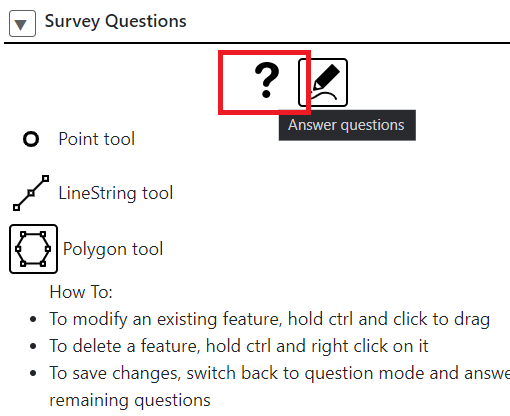 Survey Questions
?
Answer questions
Point tool
LineString tool
Polygon tool
How To:
• To modify an existing feature, hold ctrl and click to drag
• To delete a feature, hold ctrl and right click on it
• To save changes, switch back to question mode and answe
remaining questions